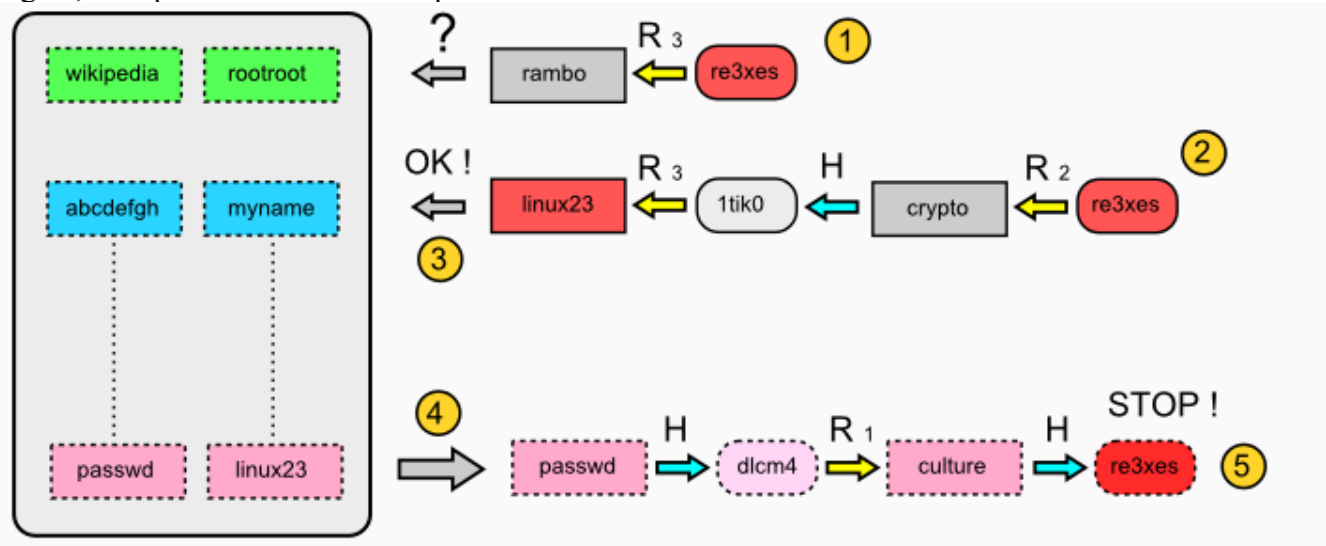 ? R 3 1
wikipedia rootroot rambo re3xes
OK ! R 3 H R 2 2
abcdefgh myname linux23 1tik0 crypto re3xes
3
4 STOP !
H R 1 H
passwd linux23 passwd dlcm4 culture re3xes 5